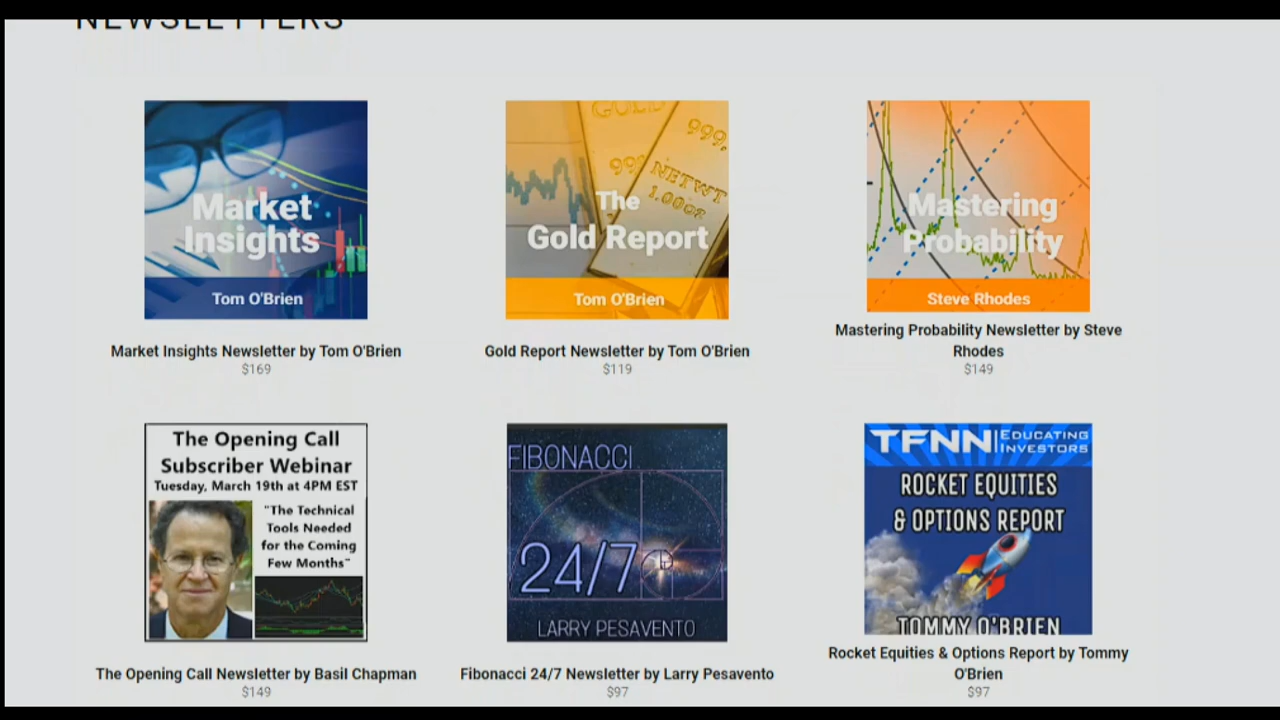 NEWSLETTERS
Market
Insights
Tom O'Brien
Market Insights Newsletter by Tom O'Brien
$169
GOLD
999.
999
NETWT
1.00oz
The
Gold Report
Tom O'Brien
Gold Report Newsletter by Tom O'Brien
$119
Mastering
Probability
Steve Rhodes
Mastering Probability Newsletter by Steve
Rhodes
$149
The Opening Call
Subscriber Webinar
Tuesday, March 19th at 4PM EST
"The Technical
Tools Needed
for the Coming
Few Months"
The Opening Call Newsletter by Basil Chapman
$149
FIBONACCI
24/7
LARRY PESAVENTO
Fibonacci 24/7 Newsletter by Larry Pesavento
$97
TFNN EDUCATING
INVESTORS
ROCKET EQUITIES
& OPTIONS REPORT
TOMMY O'BRIEN
Rocket Equities & Options Report by Tommy
O'Brien
$97